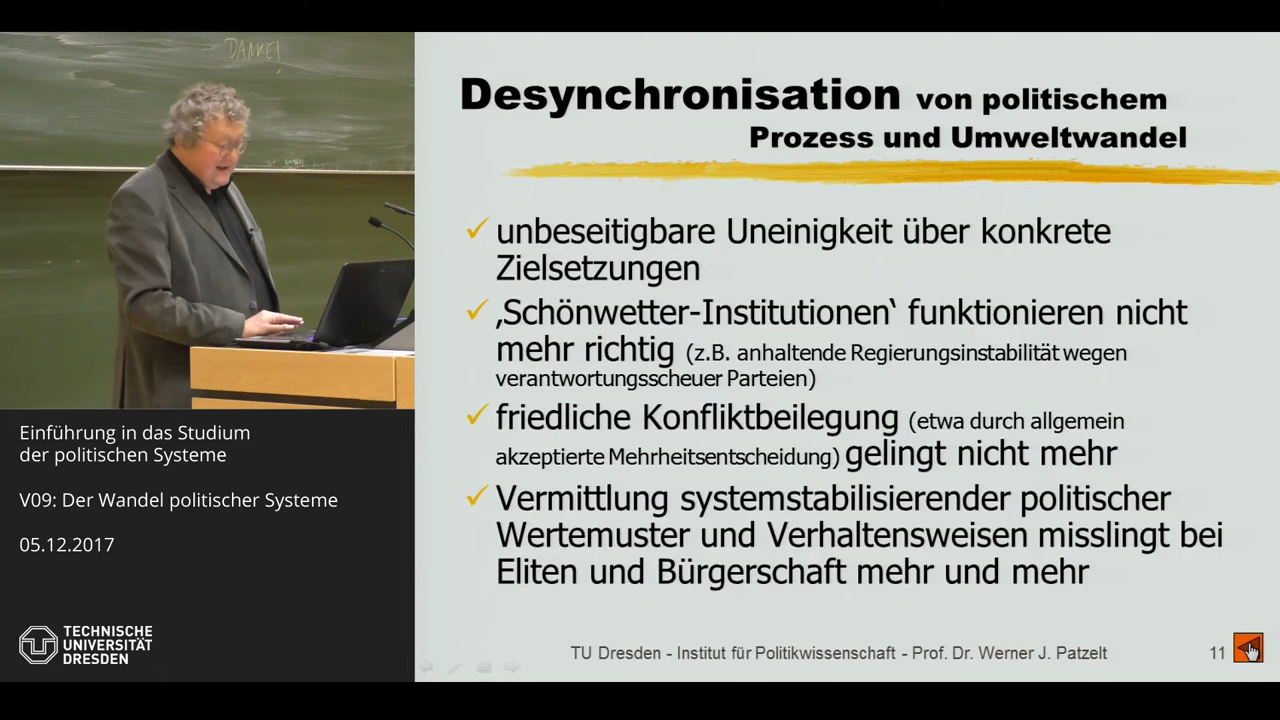 DANKE!
Desynchronisation von politischem
Prozess und Umweltwandel
✓ unbeseitigbare Uneinigkeit über konkrete
Zielsetzungen
✓ ‚Schönwetter-Institutionen‘ funktionieren nicht
mehr richtig (z.B. anhaltende Regierungsinstabilität wegen
verantwortungsscheuer Parteien)
✓ friedliche Konfliktbeilegung (etwa durch allgemein
akzeptierte Mehrheitsentscheidung) gelingt nicht mehr
✓ Vermittlung systemstabilisierender politischer
Wertemuster und Verhaltensweisen misslingt bei
Eliten und Bürgerschaft mehr und mehr
TU Dresden - Institut für Politikwissenschaft - Prof. Dr. Werner J. Patzelt
11
Einführung in das Studium
der politischen Systeme
V09: Der Wandel politischer Systeme
05.12.2017
TECHNISCHE
UNIVERSITÄT
DRESDEN